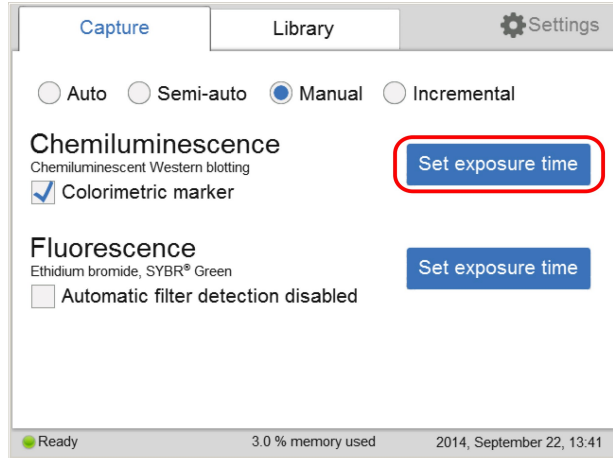 Capture Library Settings
Auto Semi-auto Manual Incremental
Chemiluminescence
Chemiluminescent Western blotting
Set exposure time
Colorimetric marker
Fluorescence
Ethidium bromide, SYBR® Green
Set exposure time
Automatic filter detection disabled
Ready 3.0 % memory used 2014, September 22, 13:41